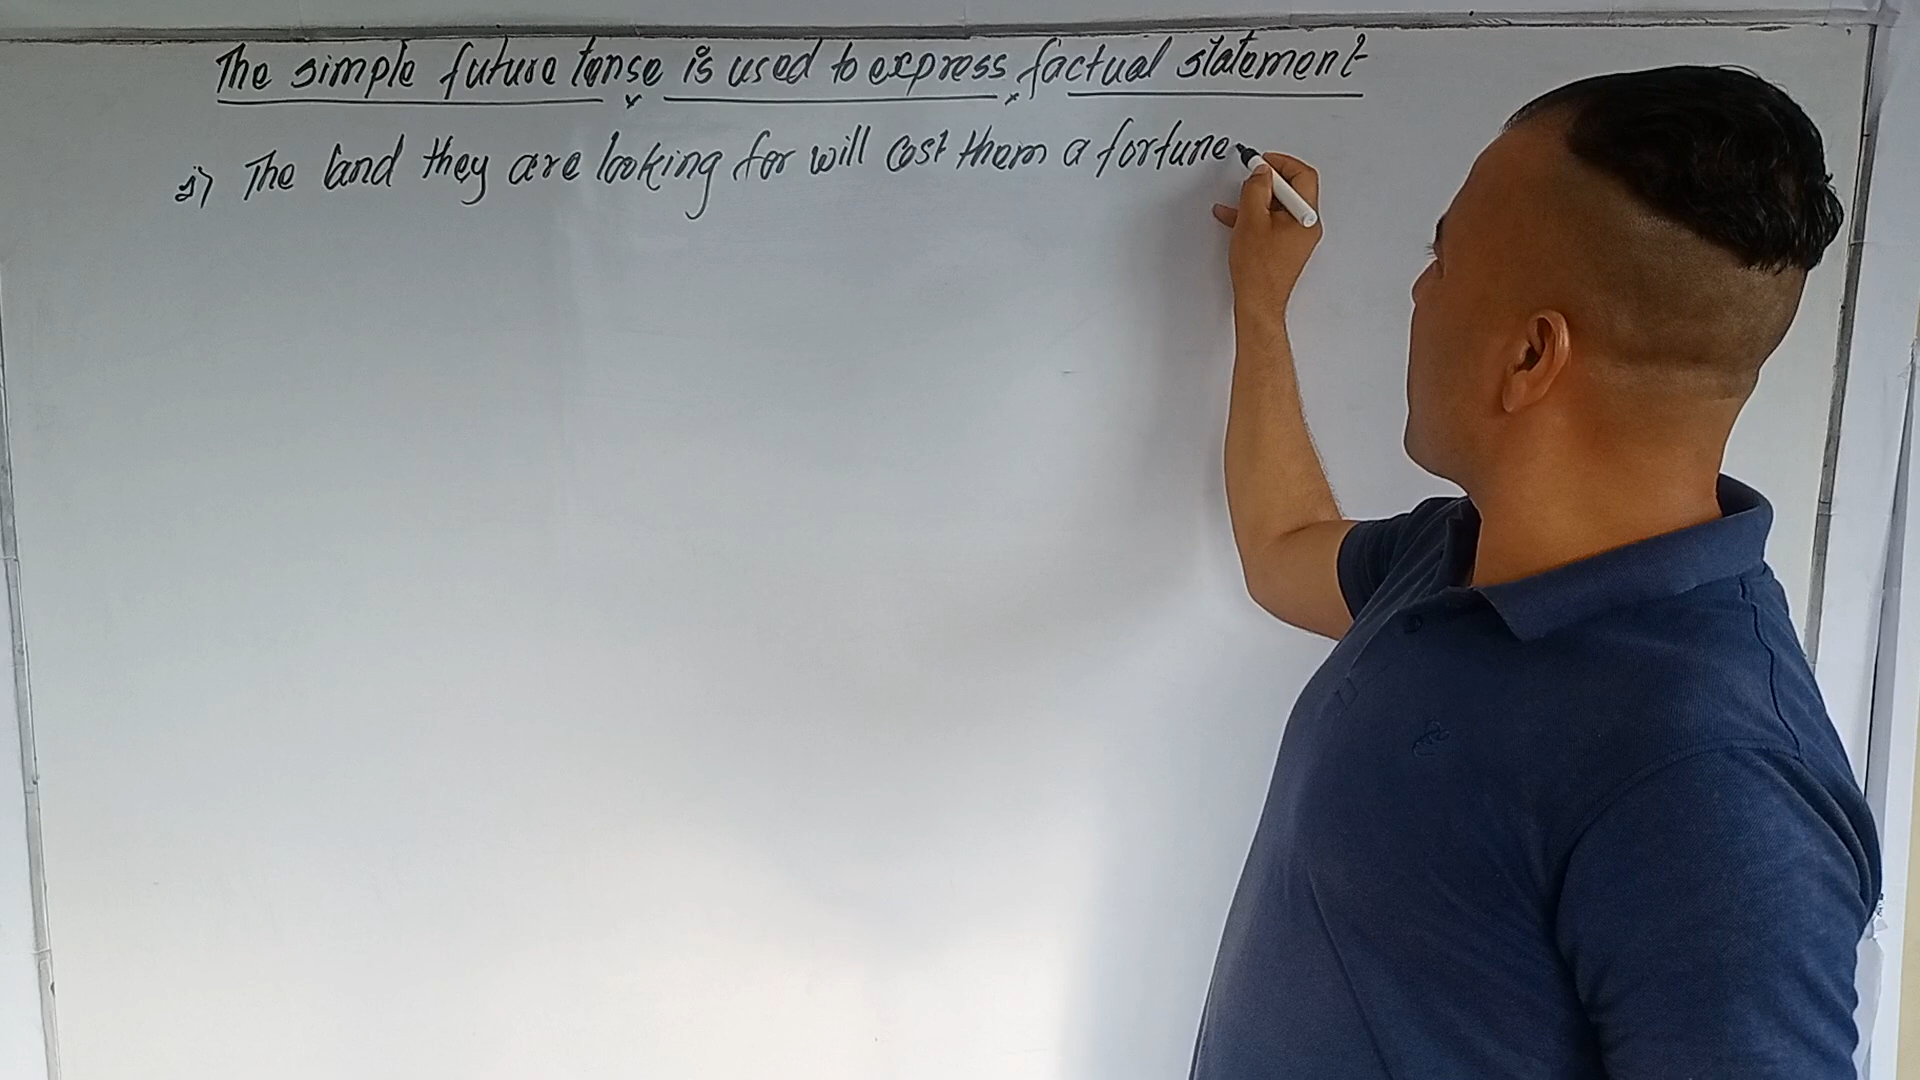 The simple future tense is used to express factual statement
1) The land they are looking for will cost them a fortune.